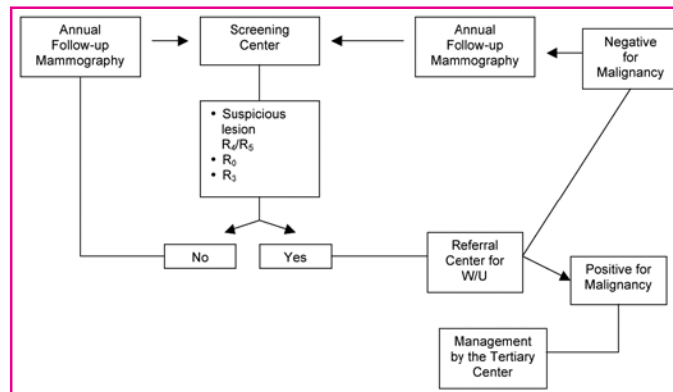 Annual
Follow-up
Mammography
Screening
Center
Annual
Follow-up
Mammography
Negative
for
Malignancy
• Suspicious
lesion
R₄/R₅
• R₀
• R₃
No
Yes
Referral
Center for
W/U
Positive for
Malignancy
Management
by the Tertiary
Center